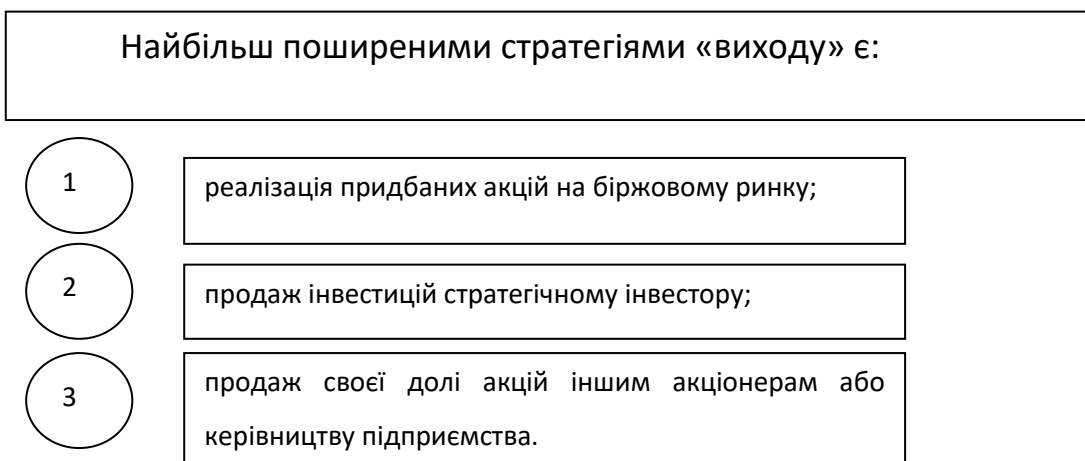 Найбільш поширеними стратегіями «виходу» є:
1
реалізація придбаних акцій на біржовому ринку;
2
продаж інвестицій стратегічному інвестору;
3
продаж своєї долі акцій іншим акціонерам або
керівництву підприємства.